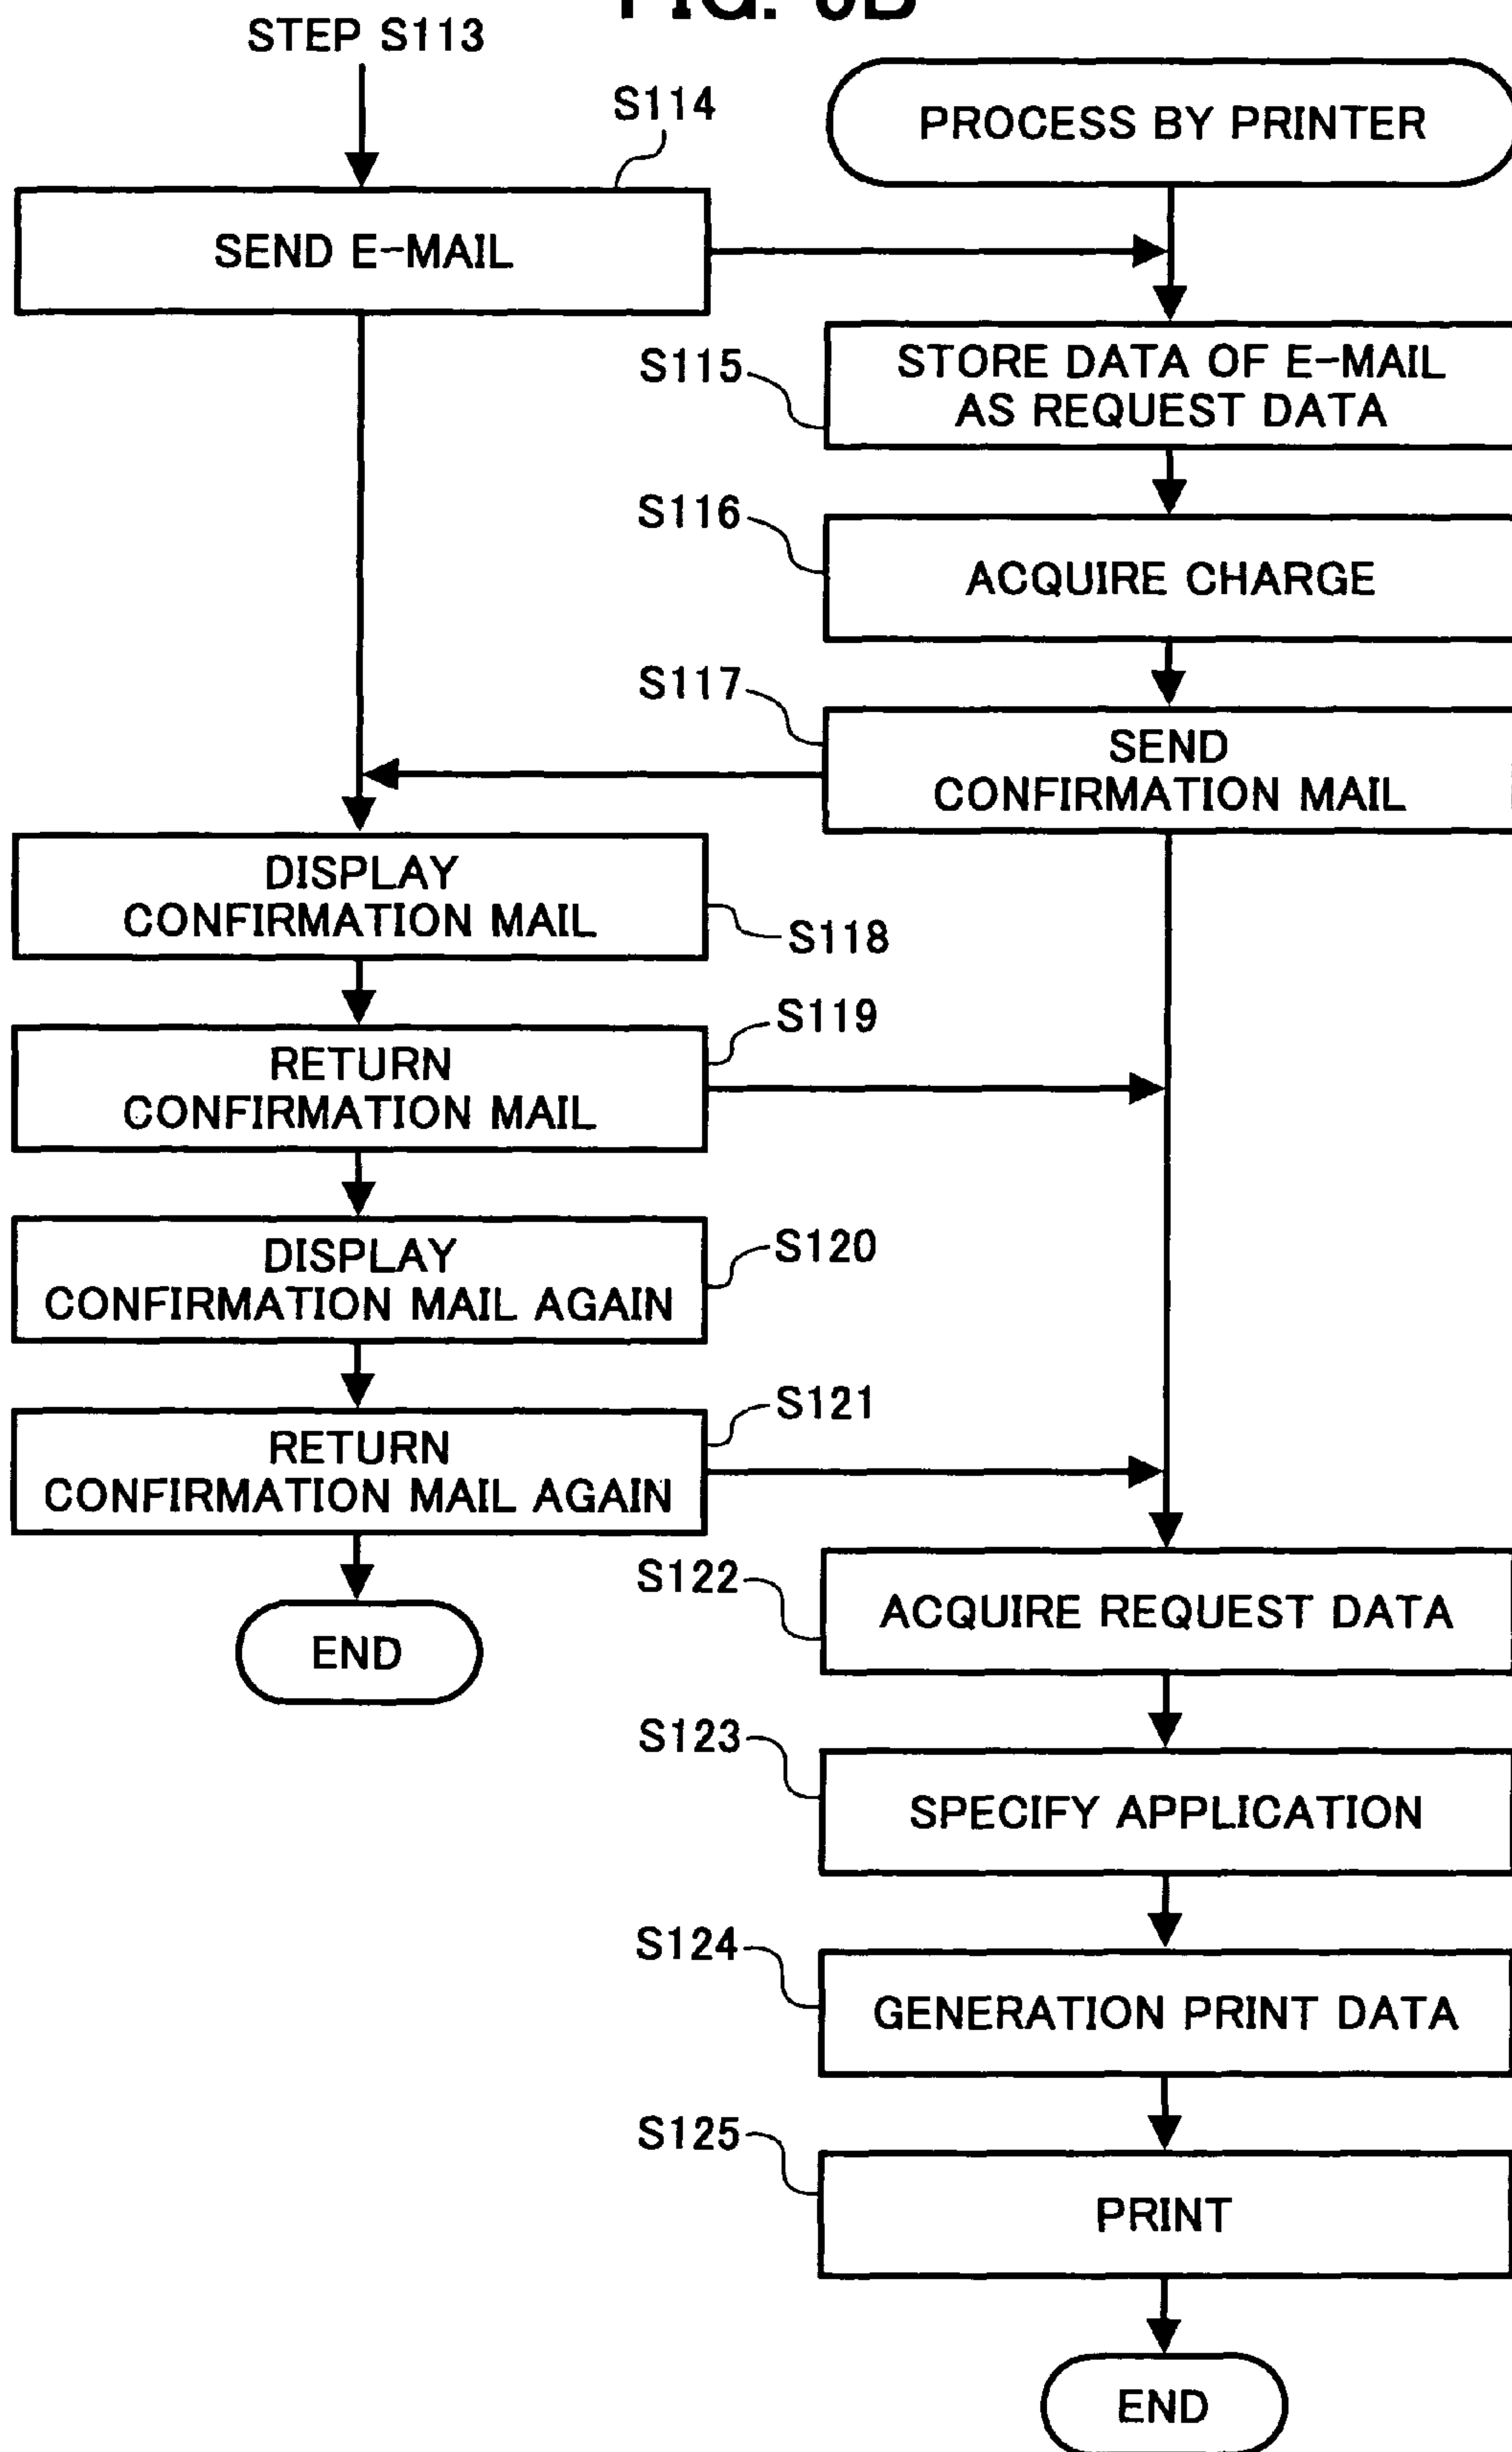 STEP S113
S114
SEND E-MAIL
PROCESS BY PRINTER
S115
STORE DATA OF E-MAIL
AS REQUEST DATA
S116
ACQUIRE CHARGE
S117
SEND
CONFIRMATION MAIL
DISPLAY
CONFIRMATION MAIL
S118
S119
RETURN
CONFIRMATION MAIL
S120
DISPLAY
CONFIRMATION MAIL AGAIN
S121
RETURN
CONFIRMATION MAIL AGAIN
END
S122
ACQUIRE REQUEST DATA
S123
SPECIFY APPLICATION
S124
GENERATION PRINT DATA
S125
PRINT
END